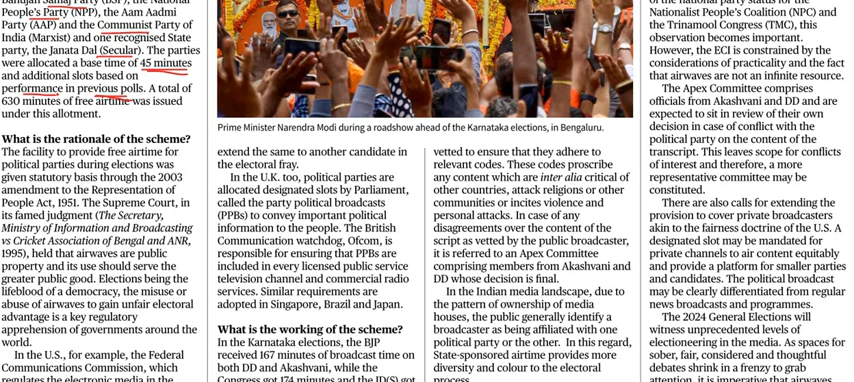 Bahujan Samaj Party (BSP), the National
People's Party (NPP), the Aam Aadmi
Party (AAP) and the Communist Party of
India (Marxist) and one recognised State
party, the Janata Dal (Secular). The parties
were allocated a base time of 45 minutes
and additional slots based on
performance in previous polls. A total of
630 minutes of free airtime was issued
under this allotment.
What is the rationale of the scheme?
The facility to provide free airtime for
political parties during elections was
given statutory basis through the 2003
amendment to the Representation of
People Act, 1951. The Supreme Court, in
its famed judgment (The Secretary,
Ministry of Information and Broadcasting
vs Cricket Association of Bengal and ANR,
1995), held that airwaves are public
property and its use should serve the
greater public good. Elections being the
lifeblood of a democracy, the misuse or
abuse of airwaves to gain unfair electoral
advantage is a key regulatory
apprehension of governments around the
world.
In the U.S., for example, the Federal
Communications Commission, which
regulates the electronic media in the
Prime Minister Narendra Modi during a roadshow ahead of the Karnataka elections, in Bengaluru.
extend the same to another candidate in
the electoral fray.
In the U.K. too, political parties are
allocated designated slots by Parliament,
called the party political broadcasts
(PPBs) to convey important political
information to the people. The British
Communication watchdog, Ofcom, is
responsible for ensuring that PPBs are
included in every licensed public service
television channel and commercial radio
services. Similar requirements are
adopted in Singapore, Brazil and Japan.
What is the working of the scheme?
In the Karnataka elections, the BJP
received 167 minutes of broadcast time on
both DD and Akashvani, while the
Congress got 174 minutes and the JD(S) got
vetted to ensure that they adhere to
relevant codes. These codes proscribe
any content which are inter alia critical of
other countries, attack religions or other
communities or incites violence and
personal attacks. In case of any
disagreements over the content of the
script as vetted by the public broadcaster,
it is referred to an Apex Committee
comprising members from Akashvani and
DD whose decision is final.
In the Indian media landscape, due to
the pattern of ownership of media
houses, the public generally identify a
broadcaster as being affiliated with one
political party or the other. In this regard,
State-sponsored airtime provides more
diversity and colour to the electoral
process.
of the national party status for the
Nationalist People's Coalition (NPC) and
the Trinamool Congress (TMC), this
observation becomes important.
However, the ECI is constrained by the
considerations of practicality and the fact
that airwaves are not an infinite resource.
The Apex Committee comprises
officials from Akashvani and DD and are
expected to sit in review of their own
decision in case of conflict with the
political party on the content of the
transcript. This leaves scope for conflicts
of interest and therefore, a more
representative committee may be
constituted.
There are also calls for extending the
provision to cover private broadcasters
akin to the fairness doctrine of the U.S. A
designated slot may be mandated for
private channels to air content equitably
and provide a platform for smaller parties
and candidates. The political broadcast
may be clearly differentiated from regular
news broadcasts and programmes.
The 2024 General Elections will
witness unprecedented levels of
electioneering in the media. As spaces for
sober, fair, considered and thoughtful
debates shrink in a frenzy to grab
attention, it is imperative that airwaves